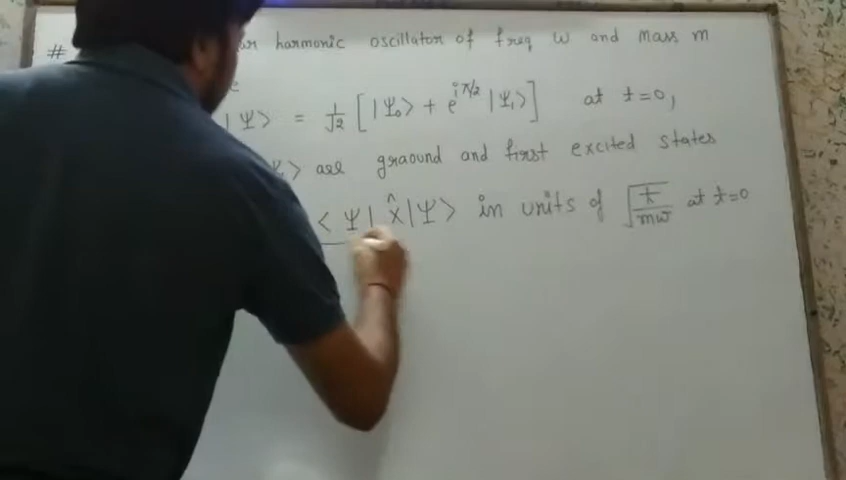 # harmonic oscillator of freq ω and mass m
|Ψ> = 1/√2 [|Ψ₀> + e^{iπ/2} |Ψ₁>] at t=0,
> are graound and first excited states
<Ψ| x̂ |Ψ> in units of √(ħ/mω) at t=0